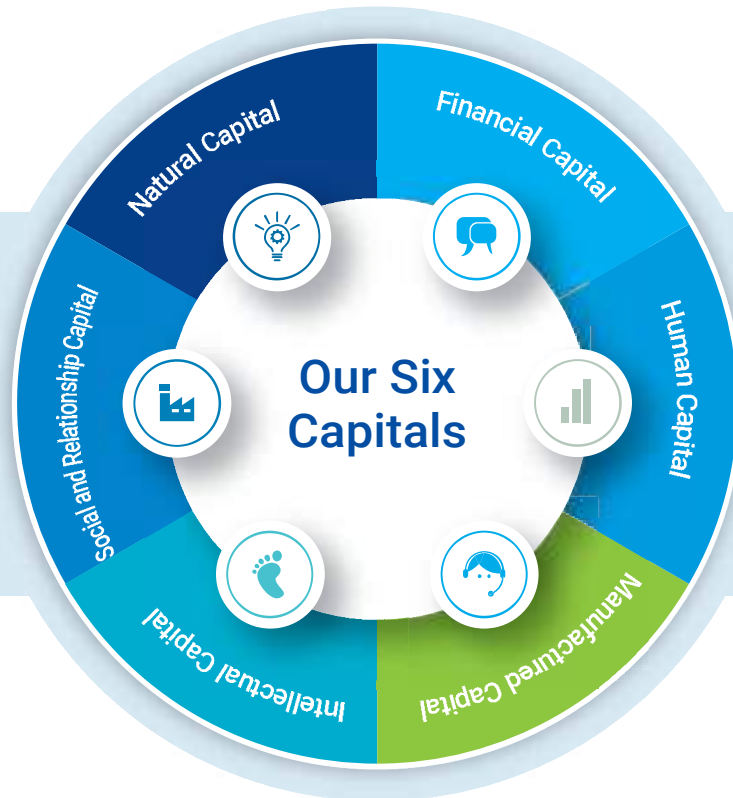 Our Six
Capitals
Financial Capital
Human Capital
Manufactured Capital
Intellectual Capital
Social and Relationship Capital
Natural Capital